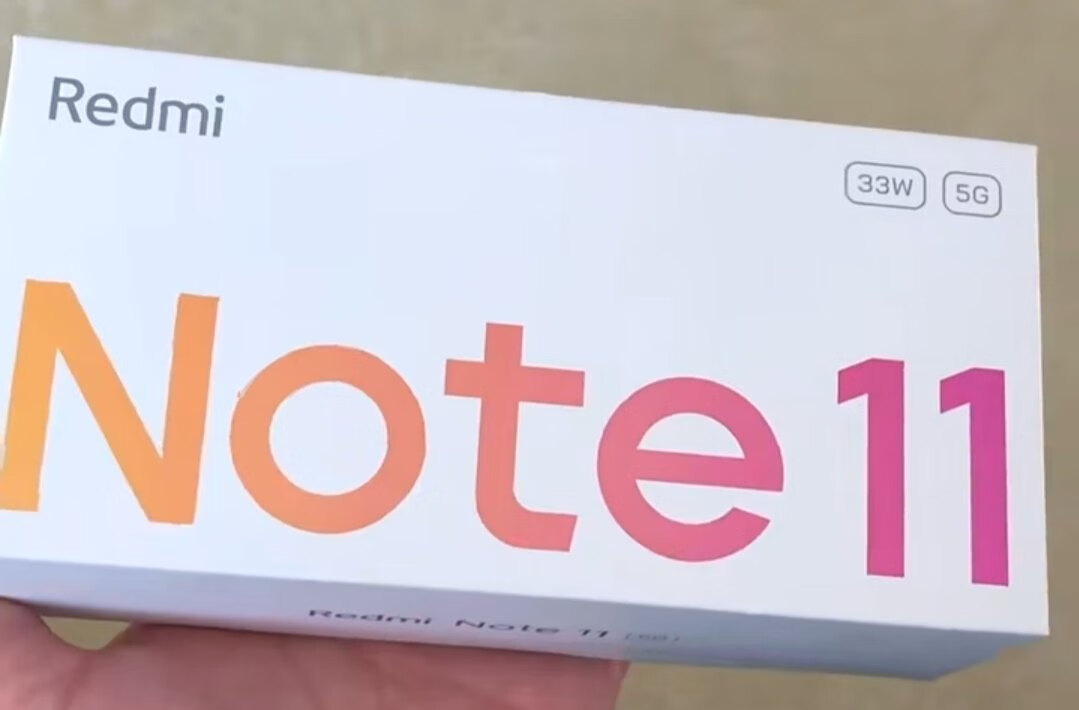 Redmi
33W 5G
Note 11
Redmi Note 11